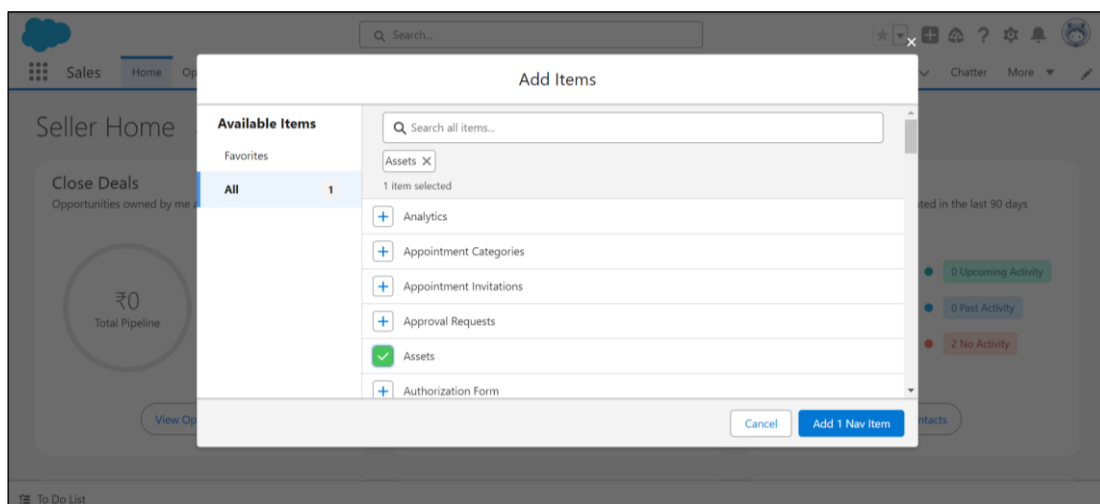 Search...
Sales
Home
Op
Chatter
More
Add Items
Seller Home
Close Deals
Opportunities owned by me a
₹0
Total Pipeline
View Op
Available Items
Favorites
All
1
Search all items...
Assets
1 item selected
Analytics
Appointment Categories
Appointment Invitations
Approval Requests
Assets
Authorization Form
Cancel
Add 1 Nav Item
ted in the last 90 days
0 Upcoming Activity
0 Past Activity
2 No Activity
ntacts
To Do List